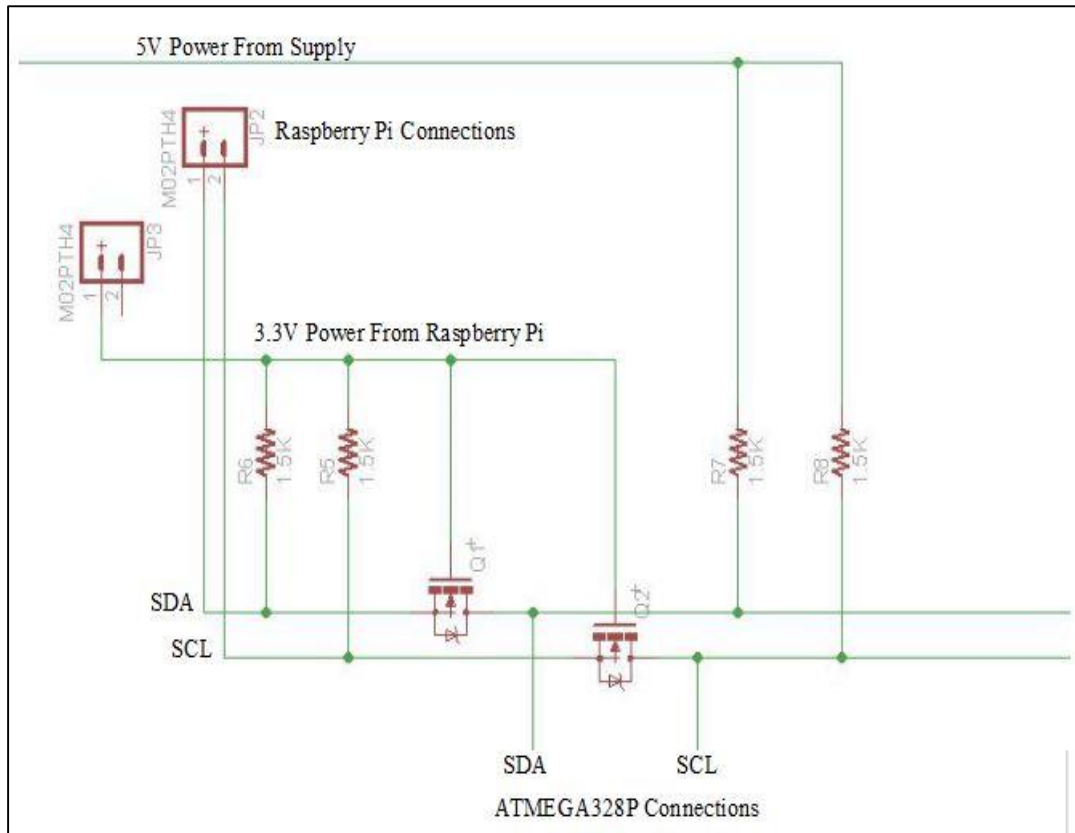 5V Power From Supply
M02PTH4
JP2
1
2
Raspberry Pi Connections
M02PTH4
JP3
1
2
3.3V Power From Raspberry Pi
R6
1.5K
R5
1.5K
R7
1.5K
R8
1.5K
Q1
Q2
SDA
SCL
SDA
SCL
ATMEGA328P Connections